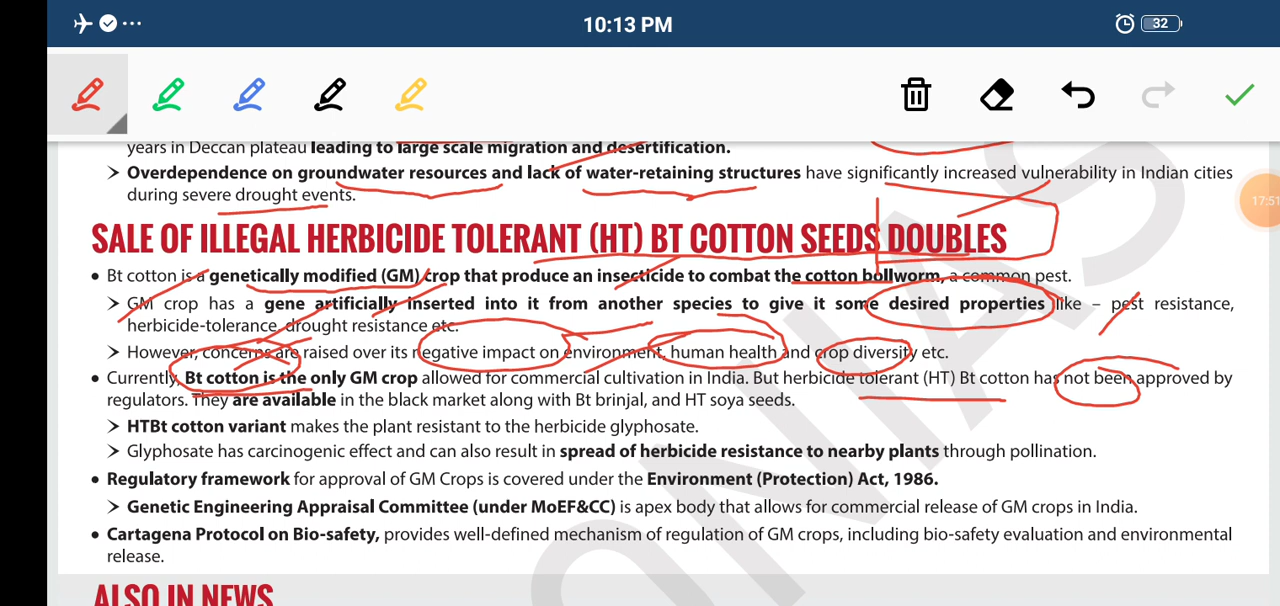 10:13 PM
32
years in Deccan plateau leading to large scale migration and desertification.
➤ Overdependence on groundwater resources and lack of water-retaining structures have significantly increased vulnerability in Indian cities
during severe drought events.
17:51
SALE OF ILLEGAL HERBICIDE TOLERANT (HT) BT COTTON SEEDS DOUBLES
• Bt cotton is a genetically modified (GM) crop that produce an insecticide to combat the cotton bollworm, a common pest.
➤ GM crop has a gene artificially inserted into it from another species to give it some desired properties like – pest resistance,
herbicide-tolerance, drought resistance etc.
➤ However, concerns are raised over its negative impact on environment, human health and crop diversity etc.
• Currently, Bt cotton is the only GM crop allowed for commercial cultivation in India. But herbicide tolerant (HT) Bt cotton has not been approved by
regulators. They are available in the black market along with Bt brinjal, and HT soya seeds.
➤ HTBt cotton variant makes the plant resistant to the herbicide glyphosate.
➤ Glyphosate has carcinogenic effect and can also result in spread of herbicide resistance to nearby plants through pollination.
• Regulatory framework for approval of GM Crops is covered under the Environment (Protection) Act, 1986.
➤ Genetic Engineering Appraisal Committee (under MoEF&CC) is apex body that allows for commercial release of GM crops in India.
• Cartagena Protocol on Bio-safety, provides well-defined mechanism of regulation of GM crops, including bio-safety evaluation and environmental
release.
ALSO IN NEWS